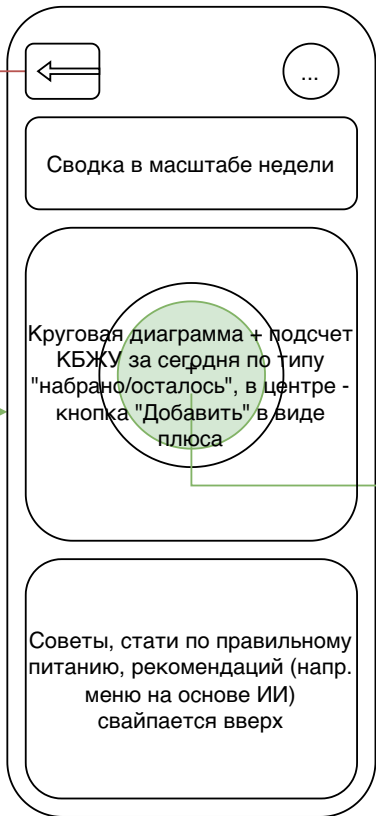 ...
Сводка в масштабе недели
Круговая диаграмма + подсчет
КБЖУ за сегодня по типу
+
"набрано/осталось", в центре -
кнопка "Добавить" в виде
плюса
Советы, стати по правильному
питанию, рекомендаций (напр.
меню на основе ИИ)
свайпается вверх